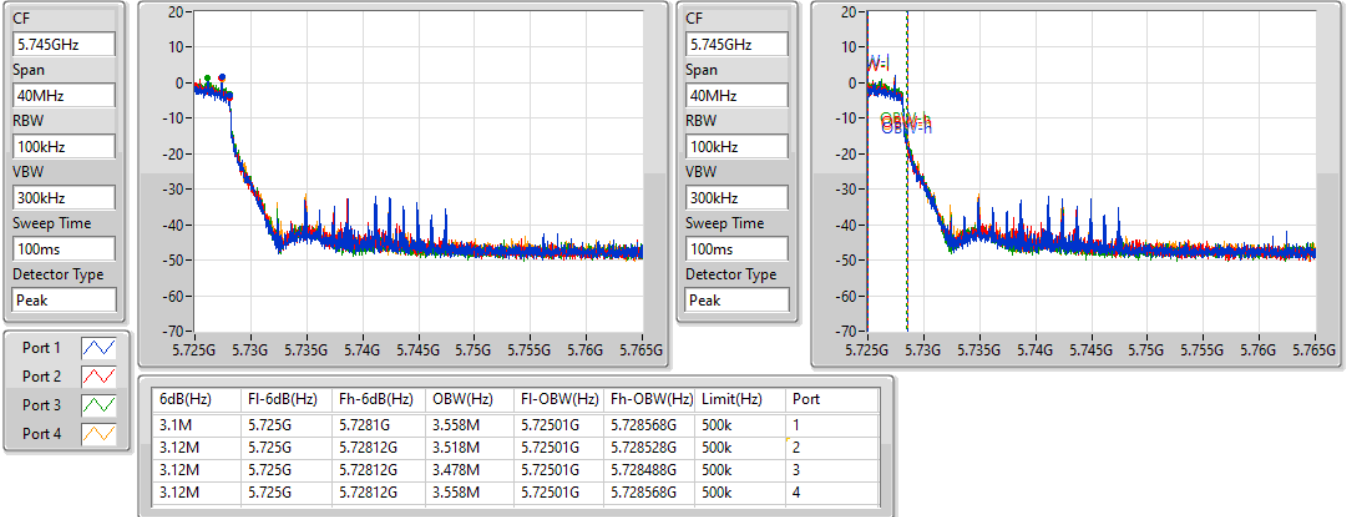 CF
5.745GHz
Span
40MHz
RBW
100kHz
VBW
300kHz
Sweep Time
100ms
Detector Type
Peak
20
10
0
-10
-20
-30
-40
-50
-60
-70
5.725G 5.73G 5.735G 5.74G 5.745G 5.75G 5.755G 5.76G 5.765G
CF
5.745GHz
Span
40MHz
RBW
100kHz
VBW
300kHz
Sweep Time
100ms
Detector Type
Peak
20
10
0
-10
-20
-30
-40
-50
-60
-70
W-l
OBW-h
OBW-h
5.725G 5.73G 5.735G 5.74G 5.745G 5.75G 5.755G 5.76G 5.765G
Port 1
Port 2
Port 3
Port 4
6dB(Hz) Fl-6dB(Hz) Fh-6dB(Hz) OBW(Hz) Fl-OBW(Hz) Fh-OBW(Hz) Limit(Hz) Port
3.1M 5.725G 5.7281G 3.558M 5.72501G 5.728568G 500k 1
3.12M 5.725G 5.72812G 3.518M 5.72501G 5.728528G 500k 2
3.12M 5.725G 5.72812G 3.478M 5.72501G 5.728488G 500k 3
3.12M 5.725G 5.72812G 3.558M 5.72501G 5.728568G 500k 4